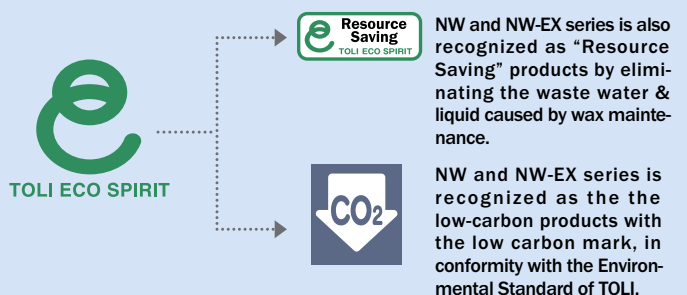 Resource
Saving
TOLI ECO SPIRIT
NW and NW-EX series is also
recognized as “Resource
Saving” products by elimi-
nating the waste water &
liquid caused by wax mainte-
nance.
TOLI ECO SPIRIT
CO₂
NW and NW-EX series is
recognized as the the
low-carbon products with
the low carbon mark, in
conformity with the Environ-
mental Standard of TOLI.